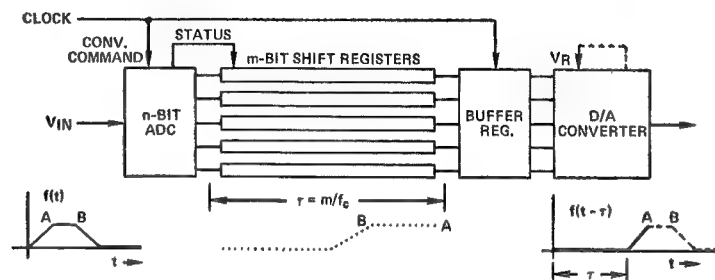 CLOCK
STATUS
CONV.
COMMAND
m-BIT SHIFT REGISTERS
VR
VIN
n-BIT
ADC
BUFFER
REG.
D/A
CONVERTER
τ = m/fc
f(t)
A B
t
B A
f(t - τ)
A B
t
τ